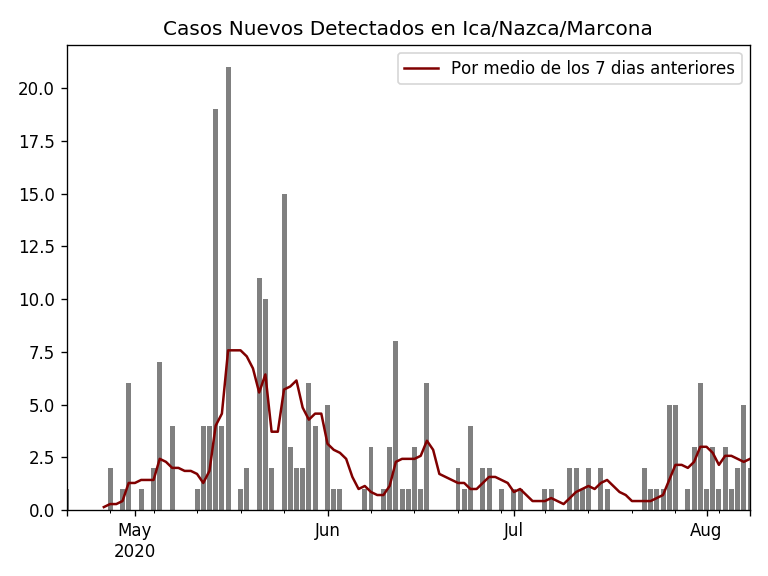 Casos Nuevos Detectados en Ica/Nazca/Marcona
Por medio de los 7 dias anteriores
20.0
17.5
15.0
12.5
10.0
7.5
5.0
2.5
0.0
May
2020
Jun
Jul
Aug